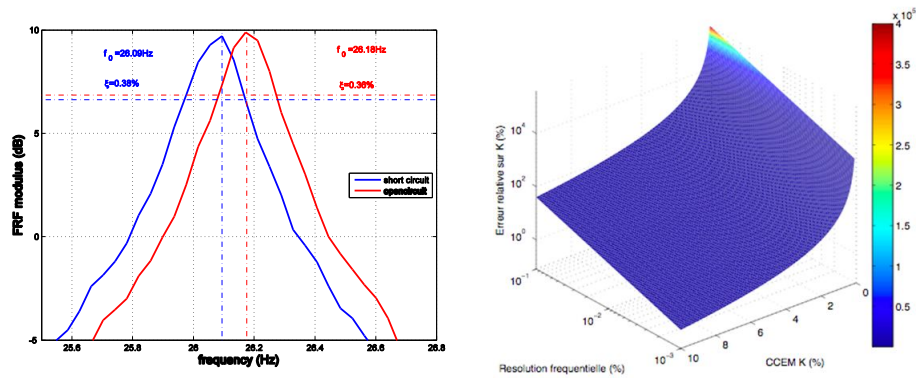 f 0 =26.09Hz
f 0 =26.18Hz
ξ=0.38%
ξ=0.36%
FRF modulus (dB)
10
5
0
-5
short circuit
opencircuit
25.6
25.8
26
26.2
26.4
26.6
26.8
frequency (Hz)
x 10^5
4
3.5
3
2.5
2
1.5
1
0.5
Erreur relative sur K (%)
10^4
10^2
10^0
10^-1
10^-2
10^-3
Resolution frequentielle (%)
10
8
6
4
2
0
CCEM K (%)